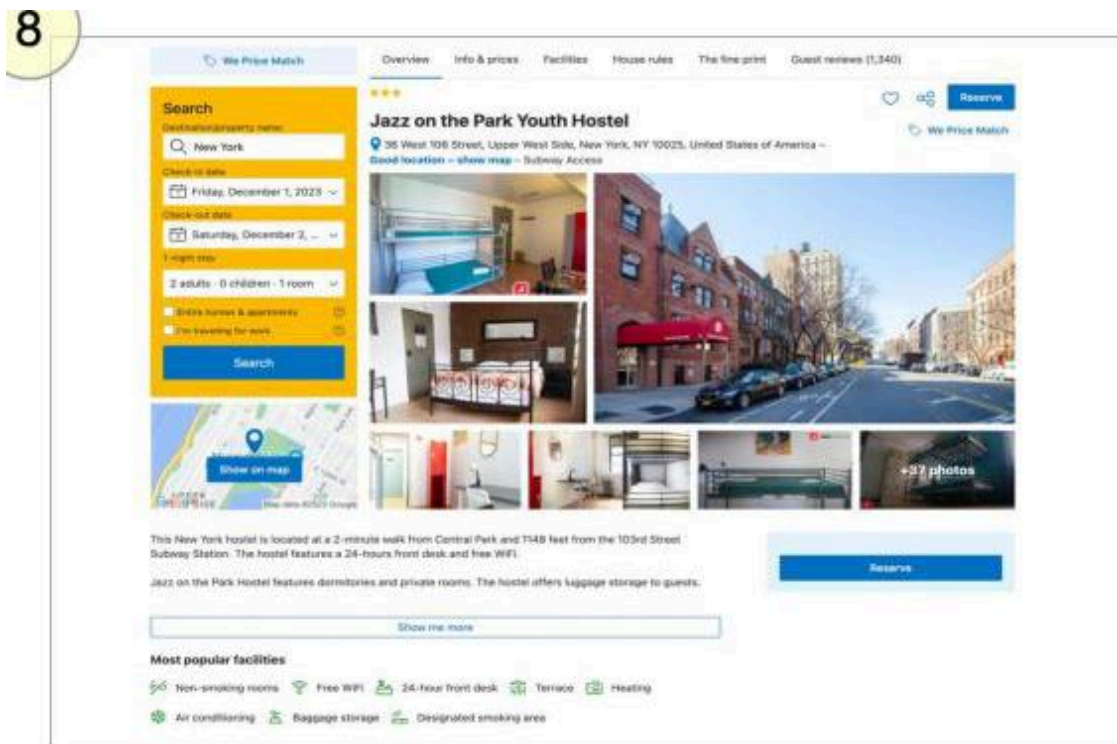 8
We Price Match
Overview Info & prices Facilities House rules The fine print Guest reviews (1,340)
Search
Destination/property name:
New York
Check-in date
Friday, December 1, 2023
Check-out date
Saturday, December 2, ...
1-night stay
2 adults · 0 children · 1 room
Entire homes & apartments
I'm traveling for work
Search
Show on map
Map data ©2023 Google
Reserve
Jazz on the Park Youth Hostel
We Price Match
36 West 106 Street, Upper West Side, New York, NY 10025, United States of America –
Good location – show map – Subway Access
+37 photos
This New York hostel is located at a 2-minute walk from Central Park and 1148 feet from the 103rd Street
Subway Station. The hostel features a 24-hours front desk and free WiFi.
Jazz on the Park Hostel features dormitories and private rooms. The hostel offers luggage storage to guests.
Reserve
Show me more
Most popular facilities
Non-smoking rooms Free WiFi 24-hour front desk Terrace Heating
Air conditioning Baggage storage Designated smoking area